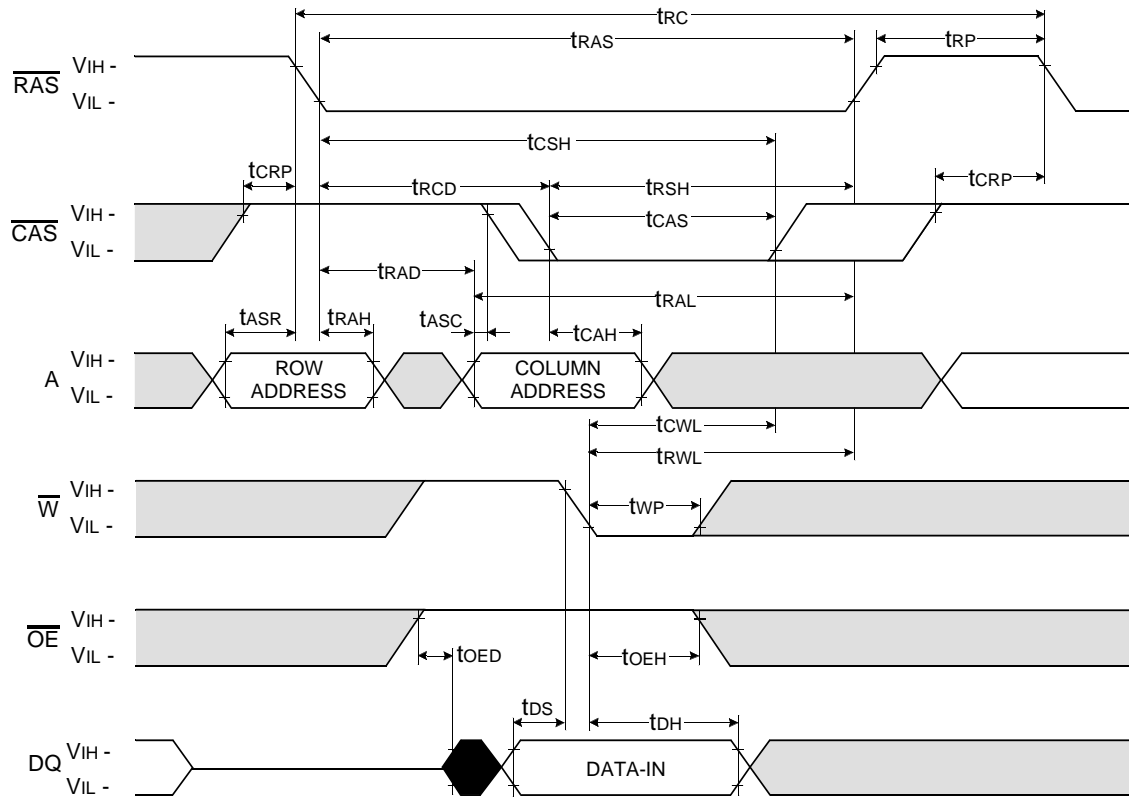 tRC
tRAS
tRP
RAS
VIH -
VIL -
tCSH
tCRP
tRCD
tRSH
tCRP
CAS
VIH -
VIL -
tCAS
tRAD
tRAL
tASR
tRAH
tASC
tCAH
A
VIH -
VIL -
ROW
ADDRESS
COLUMN
ADDRESS
tCWL
tRWL
W
VIH -
VIL -
tWP
OE
VIH -
VIL -
tOED
tOEH
tDS
tDH
DQ
VIH -
VIL -
DATA-IN